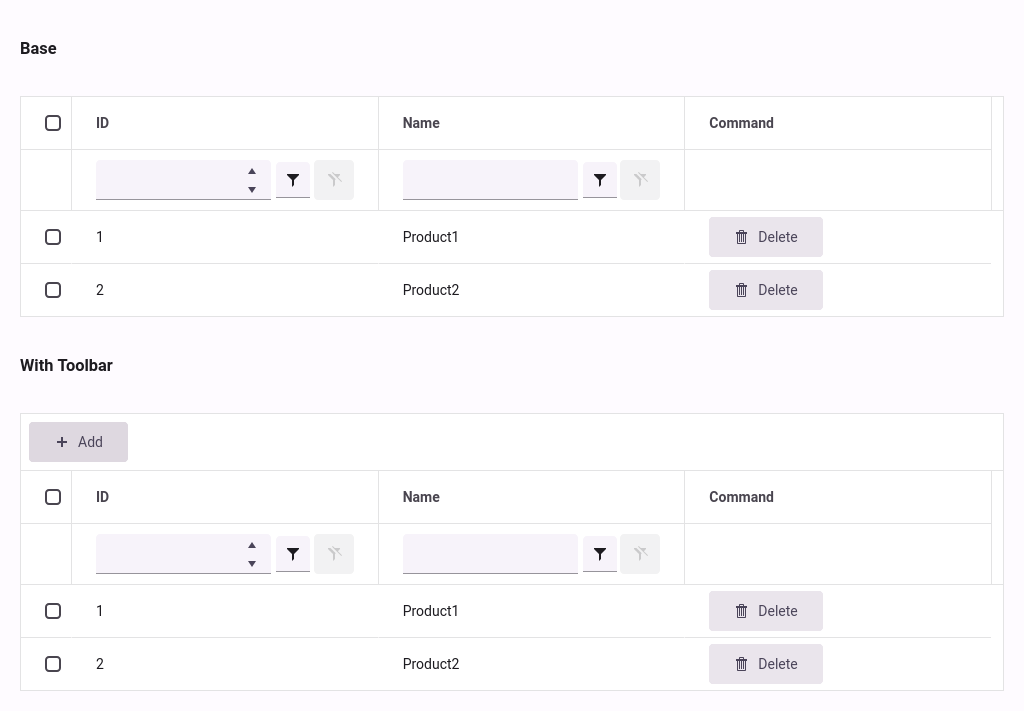 Base
ID Name Command
1 Product1 Delete
2 Product2 Delete
With Toolbar
Add
ID Name Command
1 Product1 Delete
2 Product2 Delete